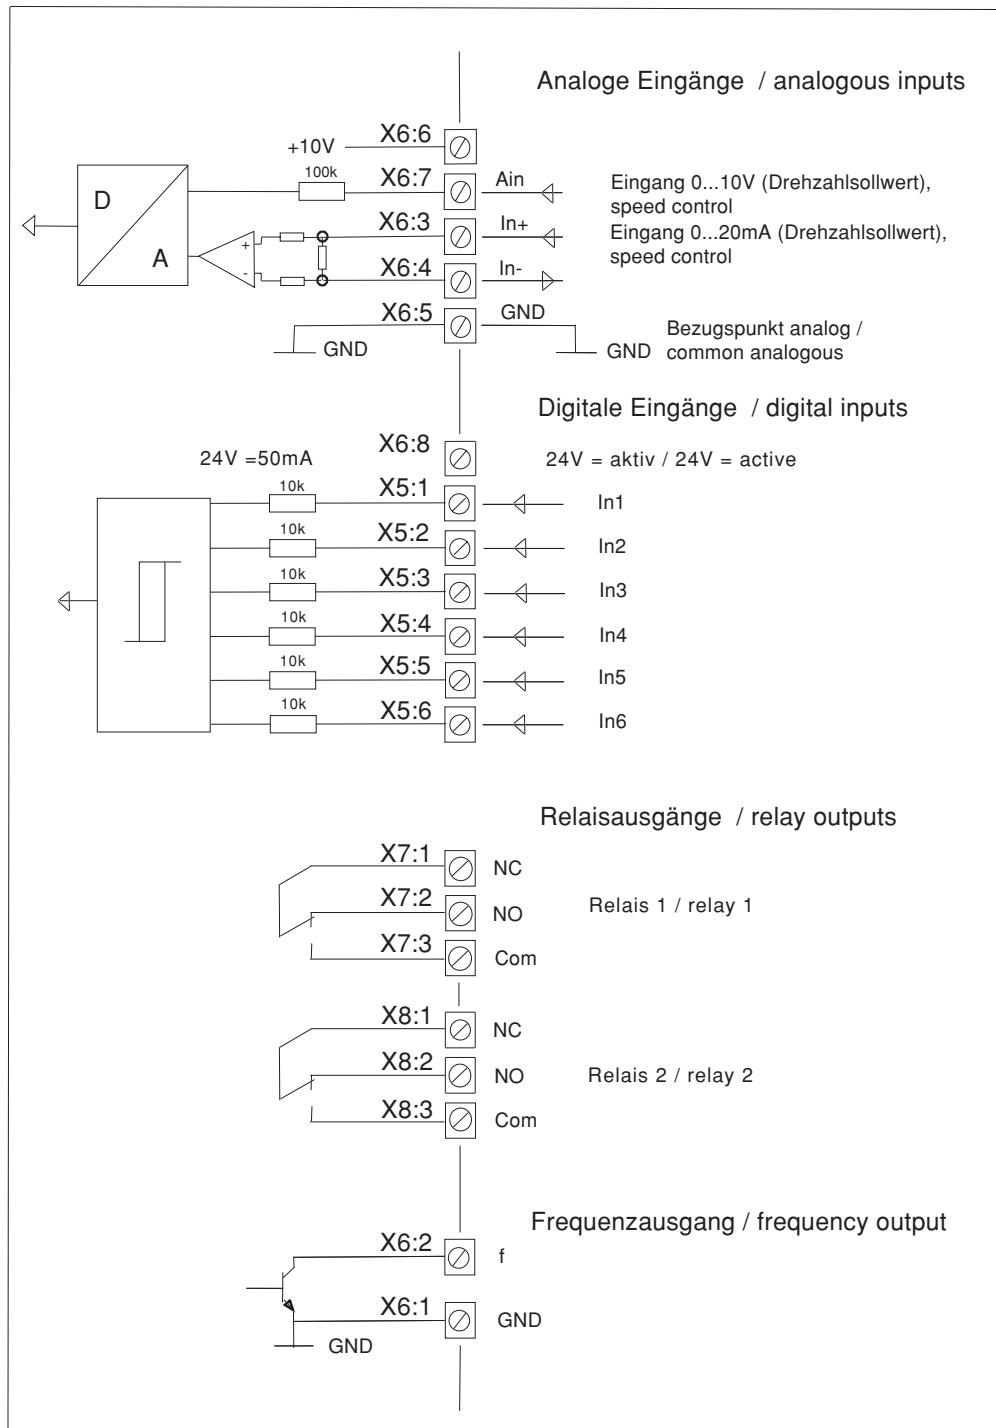 Analoge Eingänge / analogous inputs
X6:6
+10V
100k
X6:7
Ain
Eingang 0...10V (Drehzahlsollwert),
speed control
D
A
X6:3
In+
Eingang 0...20mA (Drehzahlsollwert),
speed control
+
-
X6:4
In-
X6:5
GND
GND
GND
Bezugspunkt analog /
common analogous
Digitale Eingänge / digital inputs
X6:8
24V =50mA
24V = aktiv / 24V = active
10k
X5:1
In1
10k
X5:2
In2
10k
X5:3
In3
10k
X5:4
In4
10k
X5:5
In5
10k
X5:6
In6
Relaisausgänge / relay outputs
X7:1
NC
X7:2
NO
Relais 1 / relay 1
X7:3
Com
X8:1
NC
X8:2
NO
Relais 2 / relay 2
X8:3
Com
Frequenzausgang / frequency output
X6:2
f
X6:1
GND
GND